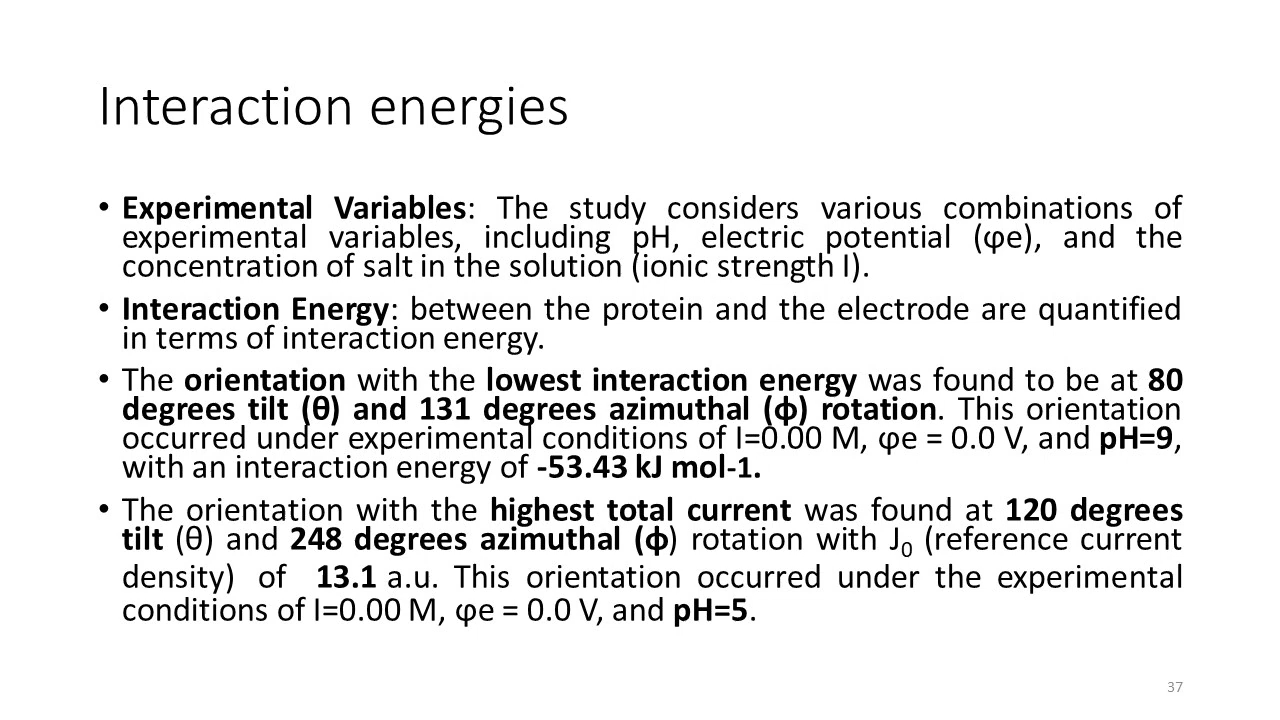 Interaction energies
• Experimental Variables: The study considers various combinations of
experimental variables, including pH, electric potential (φe), and the
concentration of salt in the solution (ionic strength I).
• Interaction Energy: between the protein and the electrode are quantified
in terms of interaction energy.
• The orientation with the lowest interaction energy was found to be at 80
degrees tilt (θ) and 131 degrees azimuthal (ϕ) rotation. This orientation
occurred under experimental conditions of I=0.00 M, φe = 0.0 V, and pH=9,
with an interaction energy of -53.43 kJ mol-1.
• The orientation with the highest total current was found at 120 degrees
tilt (θ) and 248 degrees azimuthal (ϕ) rotation with J₀ (reference current
density) of 13.1 a.u. This orientation occurred under the experimental
conditions of I=0.00 M, φe = 0.0 V, and pH=5.
37